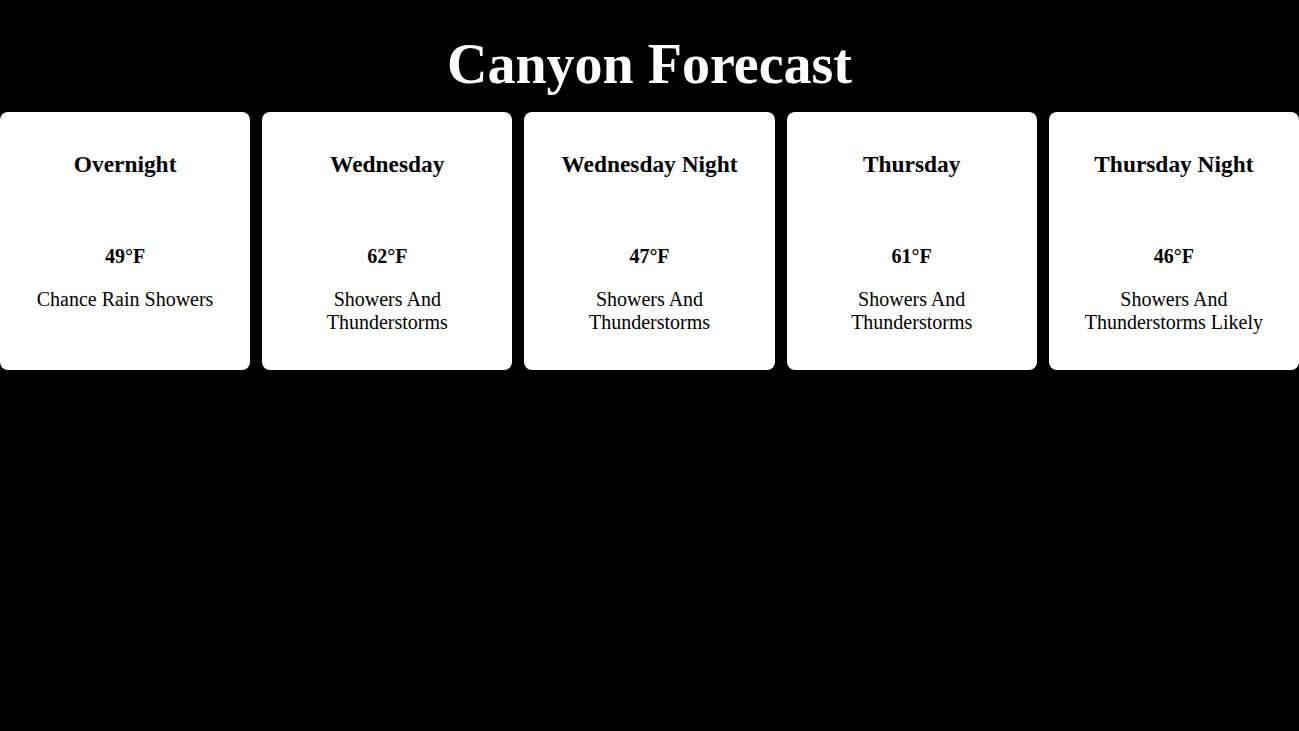 Canyon Forecast
Overnight
49°F
Chance Rain Showers
Wednesday
62°F
Showers And
Thunderstorms
Wednesday Night
47°F
Showers And
Thunderstorms
Thursday
61°F
Showers And
Thunderstorms
Thursday Night
46°F
Showers And
Thunderstorms Likely